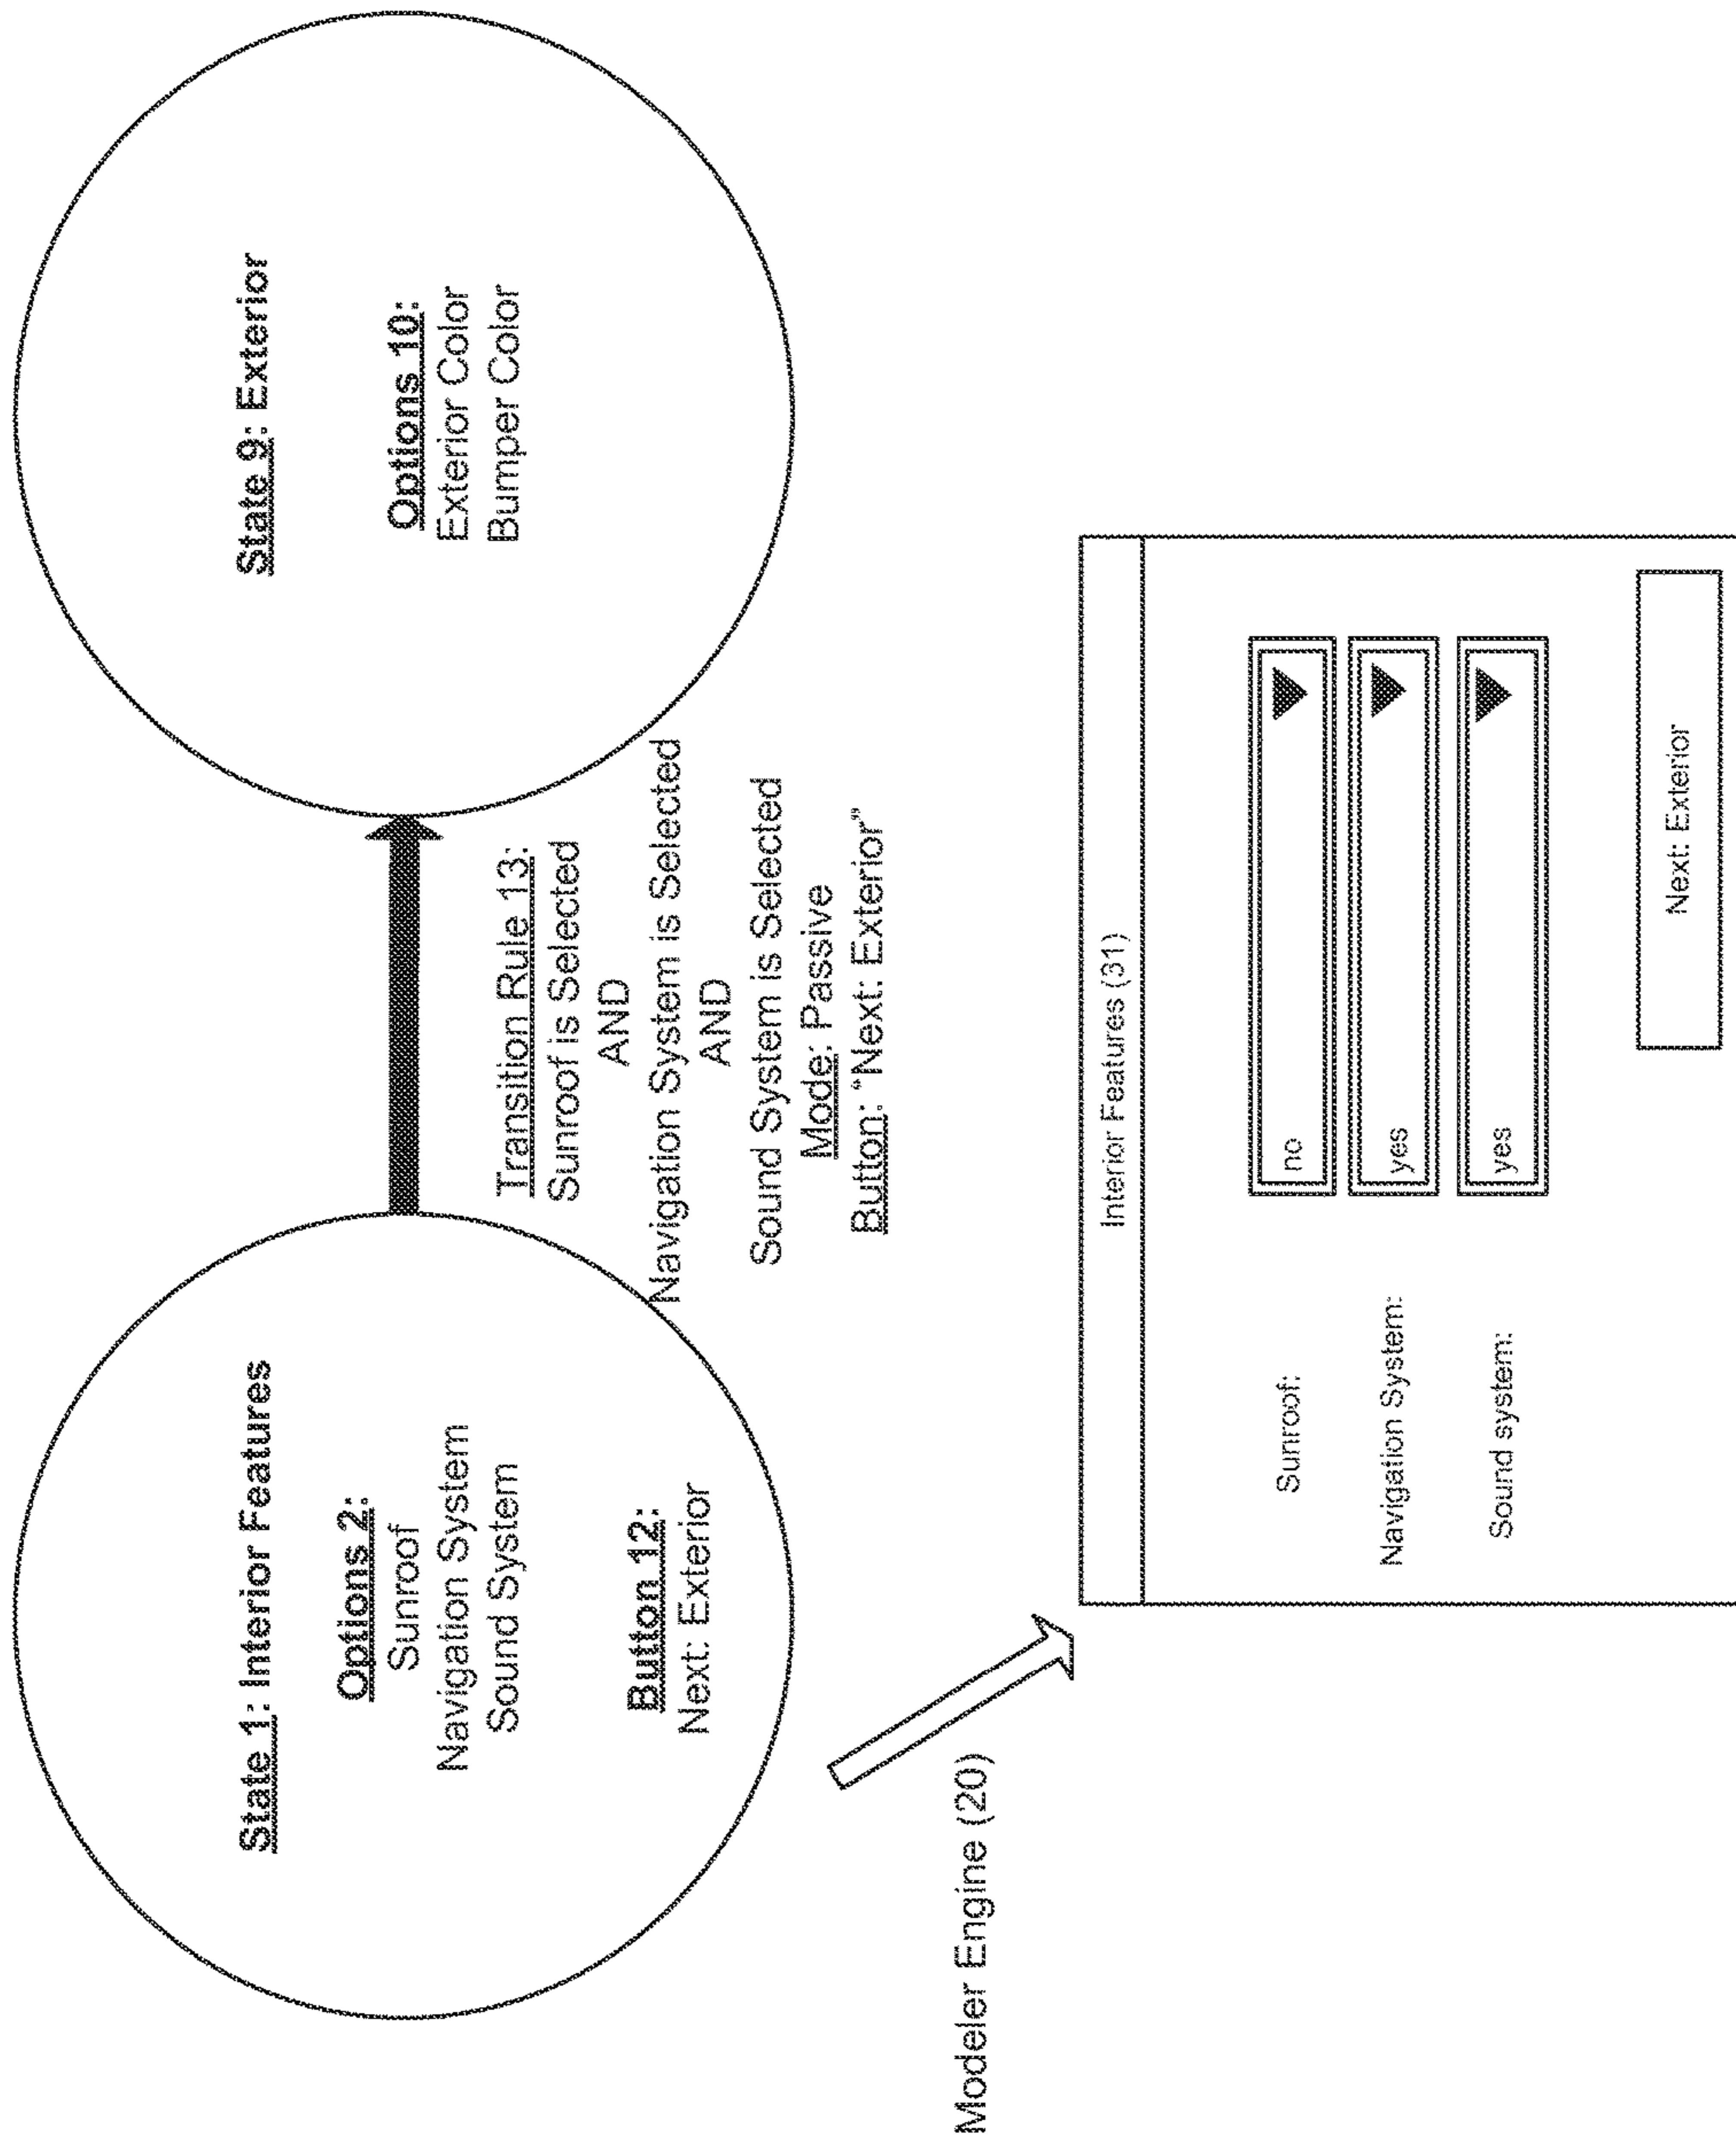 State 1: Interior Features
Options 2:
Sunroof
Navigation System
Sound System
Button 12:
Next: Exterior
Transition Rule 13:
Sunroof is Selected
AND
Navigation System is Selected
AND
Sound System is Selected
Mode: Passive
Button: "Next: Exterior"
State 9: Exterior
Options 10:
Exterior Color
Bumper Color
Modeler Engine (20)
Interior Features (31)
Sunroof: no
Navigation System: yes
Sound system: yes
Next: Exterior